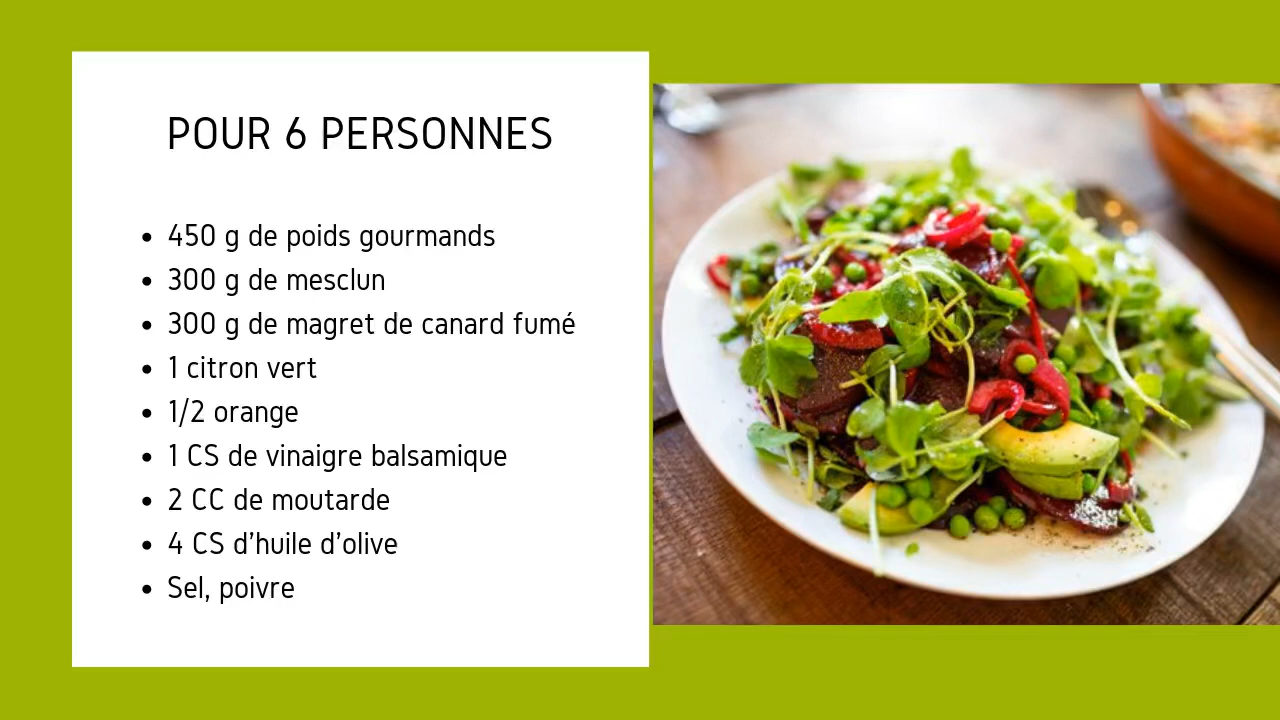 POUR 6 PERSONNES
• 450 g de poids gourmands
• 300 g de mesclun
• 300 g de magret de canard fumé
• 1 citron vert
• 1/2 orange
• 1 CS de vinaigre balsamique
• 2 CC de moutarde
• 4 CS d’huile d’olive
• Sel, poivre